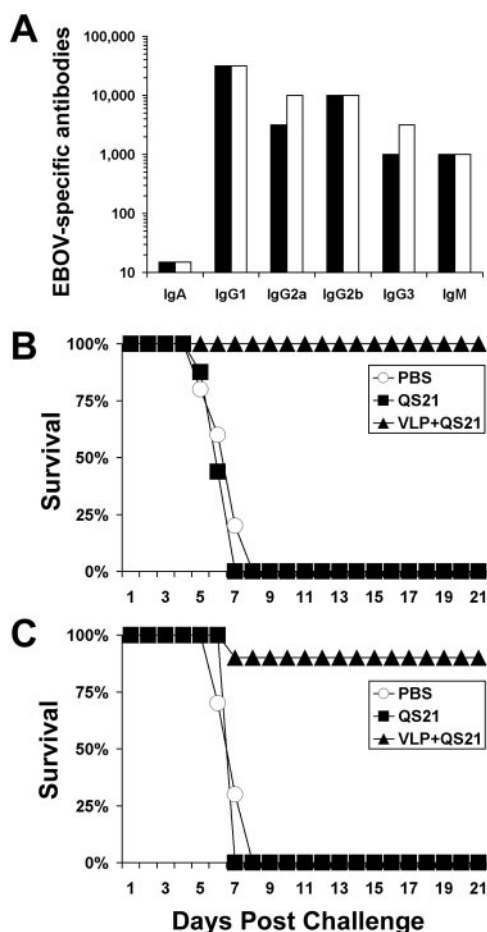 A
EBOV-specific antibodies
100,000
10,000
1,000
100
10
IgA IgG1 IgG2a IgG2b IgG3 IgM
B
Survival
100%
75%
50%
25%
0%
PBS
QS21
VLP+QS21
1 3 5 7 9 11 13 15 17 19 21
C
Survival
100%
75%
50%
25%
0%
PBS
QS21
VLP+QS21
1 3 5 7 9 11 13 15 17 19 21
Days Post Challenge